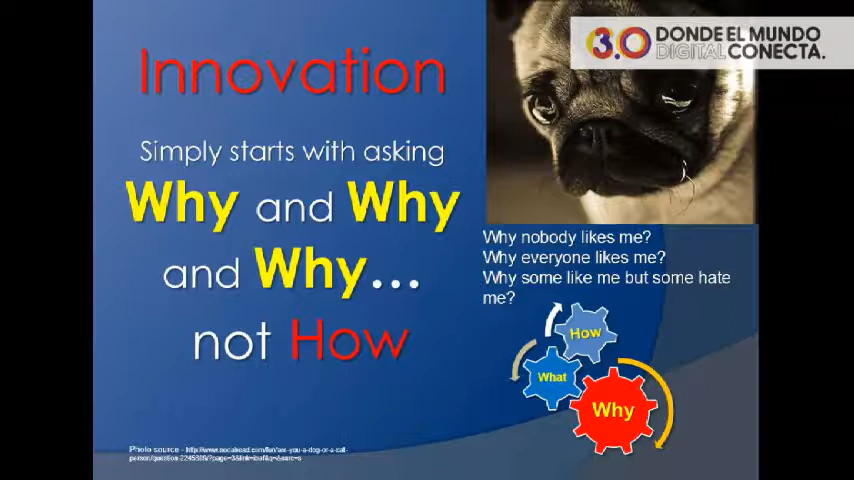 Innovation
Simply starts with asking
Why and Why
and Why...
not How
3.0 DONDE EL MUNDO
DIGITAL CONECTA.
Why nobody likes me?
Why everyone likes me?
Why some like me but some hate
me?
How
What
Why
Photo source -